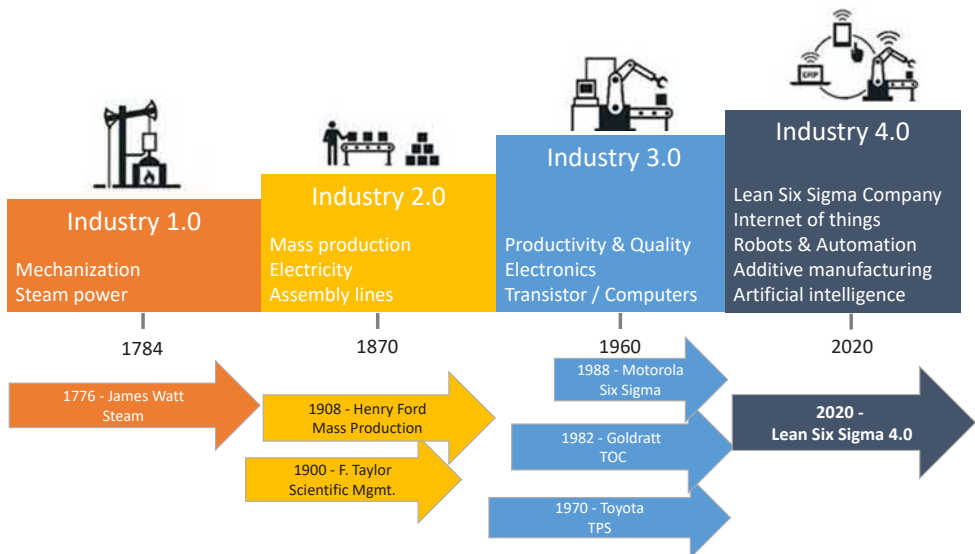 ERP
Industry 1.0
Mechanization
Steam power
Industry 2.0
Mass production
Electricity
Assembly lines
Industry 3.0
Productivity & Quality
Electronics
Transistor / Computers
Industry 4.0
Lean Six Sigma Company
Internet of things
Robots & Automation
Additive manufacturing
Artificial intelligence
1784
1870
1960
2020
1776 - James Watt
Steam
1908 - Henry Ford
Mass Production
1900 - F. Taylor
Scientific Mgmt.
1988 - Motorola
Six Sigma
1982 - Goldratt
TOC
1970 - Toyota
TPS
2020 -
Lean Six Sigma 4.0